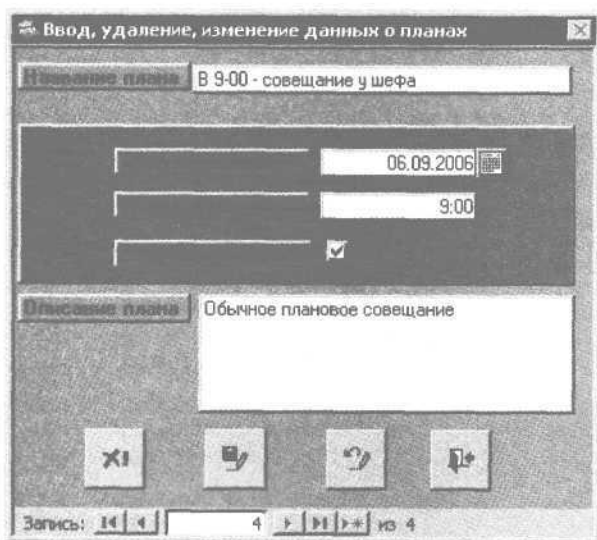 Ввод, удаление, изменение данных о планах
Название плана В 9-00 - совещание у шефа
06.09.2006
9:00
Описание плана Обычное плановое совещание
Запись: 4 из 4